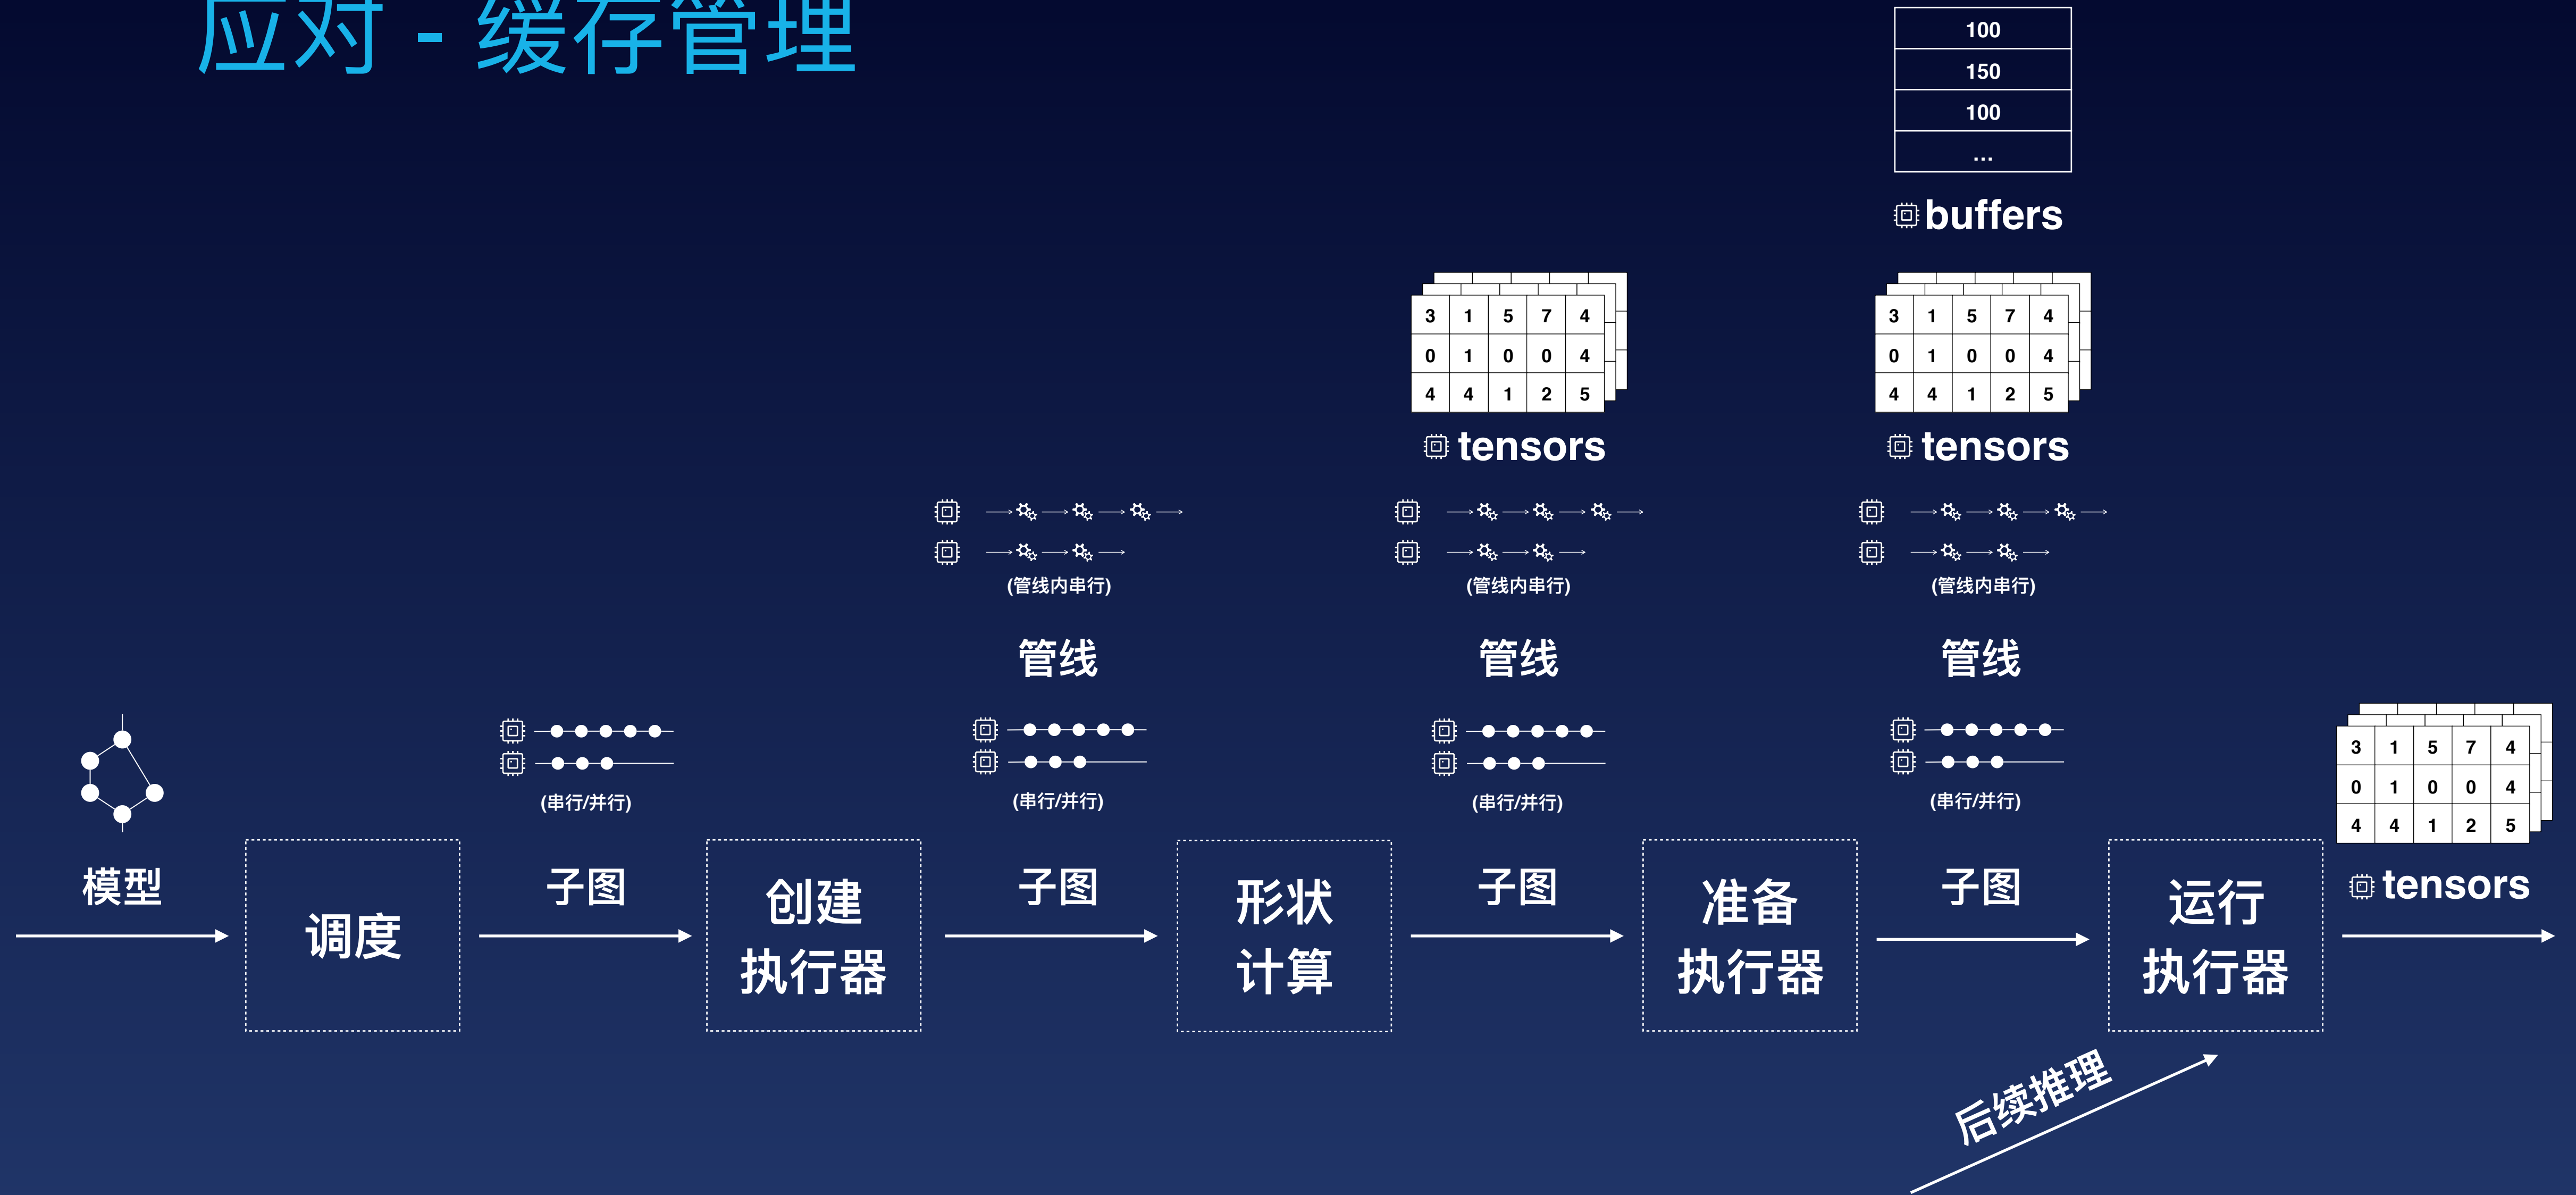 应对 - 缓存管理
100
150
100
...
buffers
3 1 5 7 4
0 1 0 0 4
4 4 1 2 5
tensors
3 1 5 7 4
0 1 0 0 4
4 4 1 2 5
tensors
(管线内串行)
(管线内串行)
(管线内串行)
管线
管线
管线
(串行/并行)
(串行/并行)
(串行/并行)
(串行/并行)
3 1 5 7 4
0 1 0 0 4
4 4 1 2 5
tensors
模型
调度
子图
创建
执行器
子图
形状
计算
子图
准备
执行器
子图
运行
执行器
后续推理